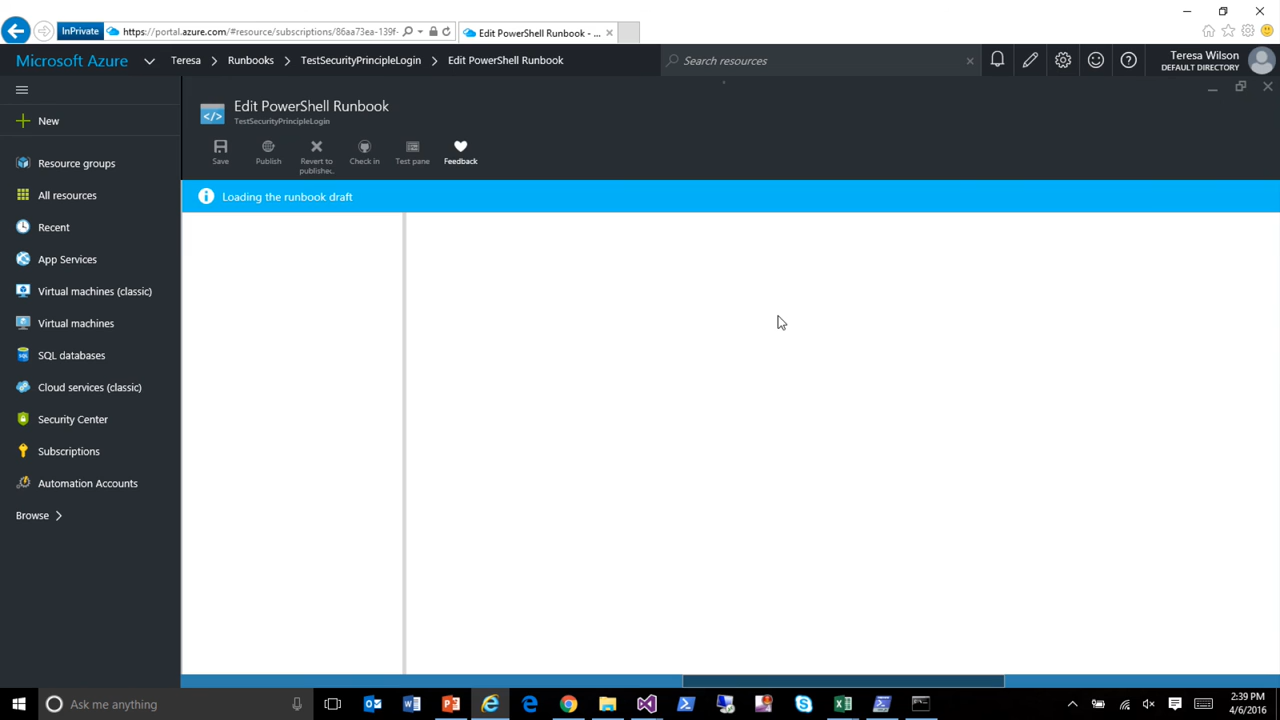 InPrivate
https://portal.azure.com/#resource/subscriptions/86aa73ea-139f-
Edit PowerShell Runbook - ...
Microsoft Azure
Teresa
Runbooks
TestSecurityPrincipleLogin
Edit PowerShell Runbook
Search resources
Teresa Wilson
DEFAULT DIRECTORY
Edit PowerShell Runbook
TestSecurityPrincipleLogin
Save
Publish
Revert to
publishe..
Check in
Test pane
Feedback
Loading the runbook draft
New
Resource groups
All resources
Recent
App Services
Virtual machines (classic)
Virtual machines
SQL databases
Cloud services (classic)
Security Center
Subscriptions
Automation Accounts
Browse
Ask me anything
2:39 PM
4/6/2016